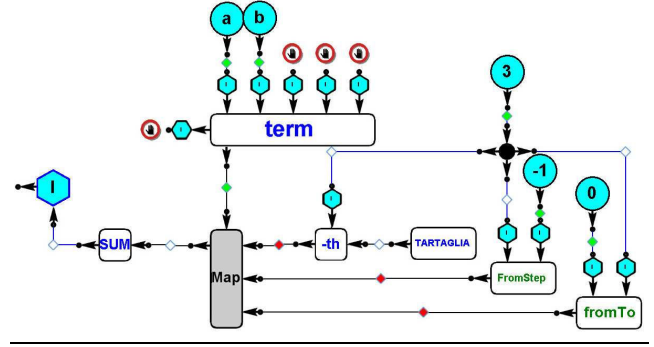 a b
3
term
-1
I
0
SUM
-th
TARTAGLIA
Map
FromStep
fromTo